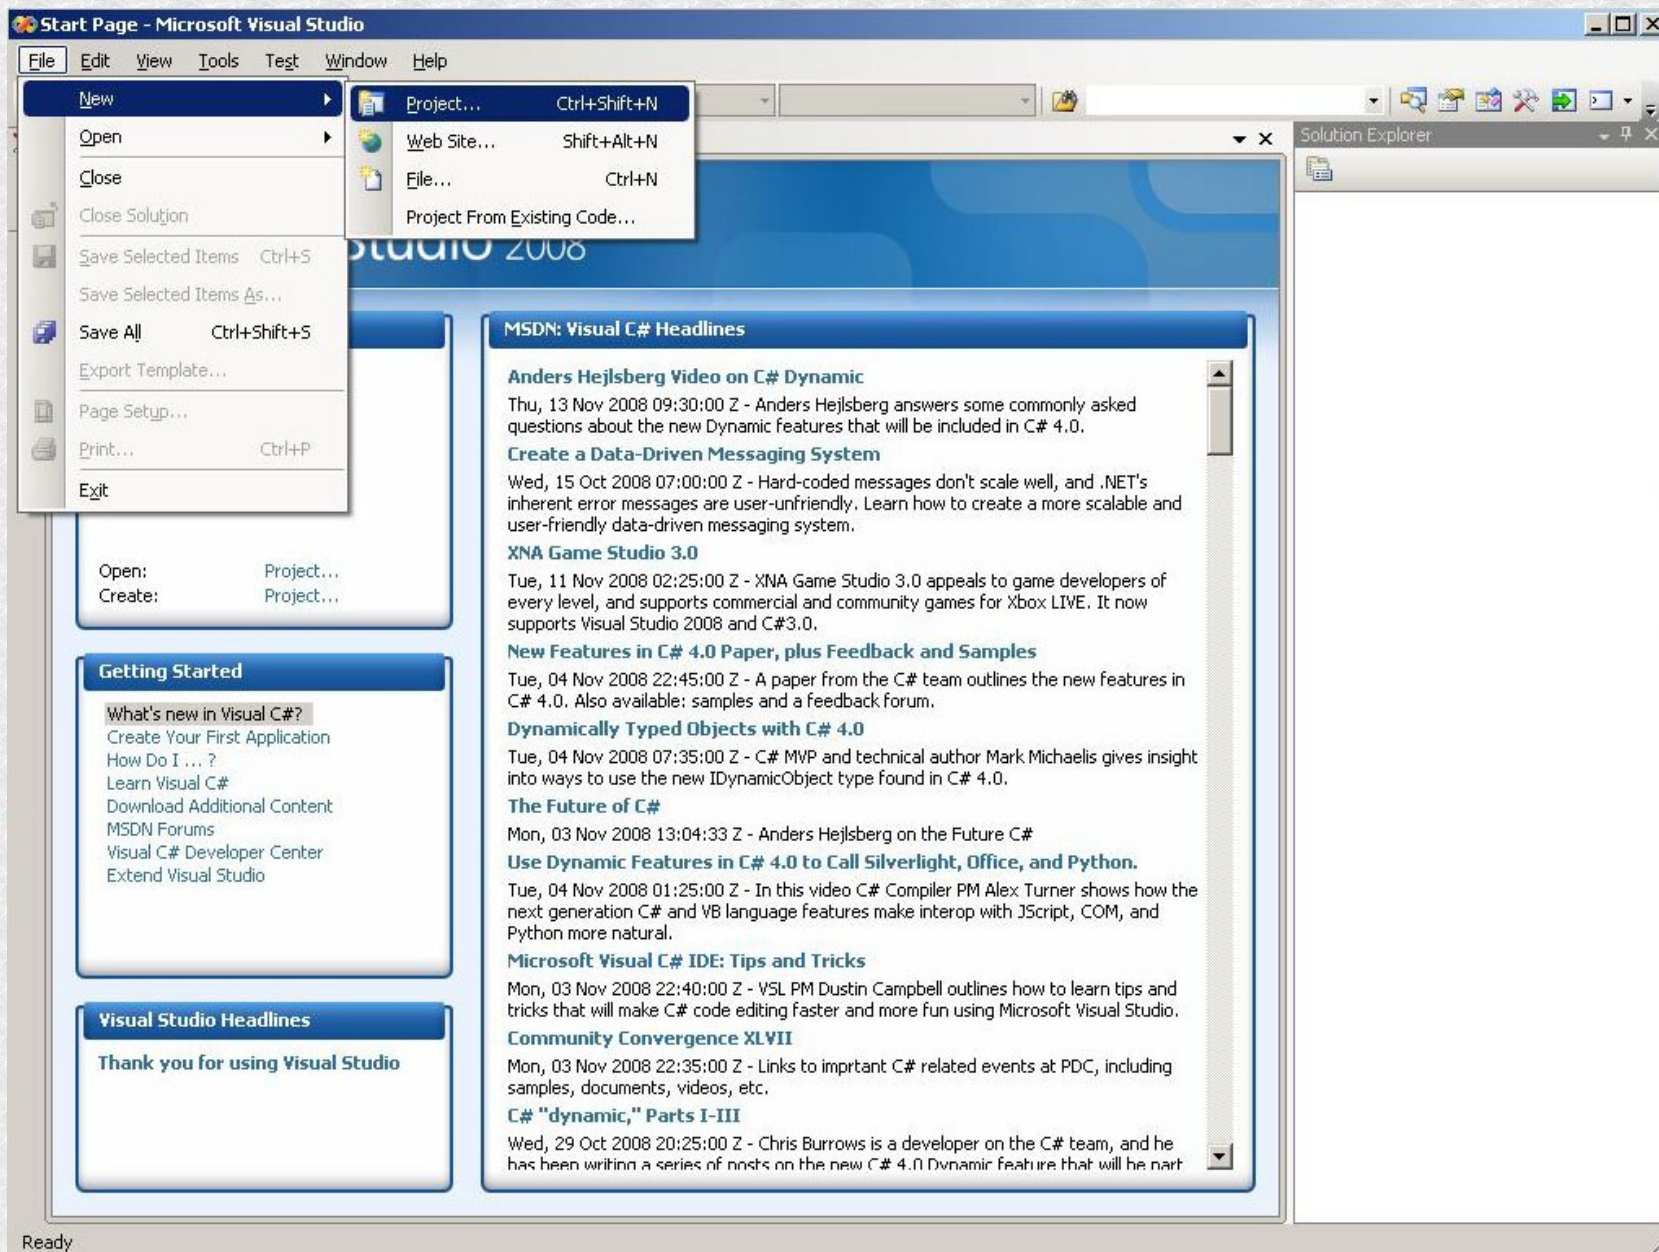 Start Page - Microsoft Visual Studio
File Edit View Tools Test Window Help
New
Open
Close
Close Solution
Save Selected Items Ctrl+S
Save Selected Items As...
Save All Ctrl+Shift+S
Export Template...
Page Setup...
Print... Ctrl+P
Exit
Project... Ctrl+Shift+N
Web Site... Shift+Alt+N
File... Ctrl+N
Project From Existing Code...
Studio 2008
Solution Explorer
Open: Project...
Create: Project...
Getting Started
What's new in Visual C#?
Create Your First Application
How Do I ... ?
Learn Visual C#
Download Additional Content
MSDN Forums
Visual C# Developer Center
Extend Visual Studio
Visual Studio Headlines
Thank you for using Visual Studio
MSDN: Visual C# Headlines
Anders Hejlsberg Video on C# Dynamic
Thu, 13 Nov 2008 09:30:00 Z - Anders Hejlsberg answers some commonly asked
questions about the new Dynamic features that will be included in C# 4.0.
Create a Data-Driven Messaging System
Wed, 15 Oct 2008 07:00:00 Z - Hard-coded messages don't scale well, and .NET's
inherent error messages are user-unfriendly. Learn how to create a more scalable and
user-friendly data-driven messaging system.
XNA Game Studio 3.0
Tue, 11 Nov 2008 02:25:00 Z - XNA Game Studio 3.0 appeals to game developers of
every level, and supports commercial and community games for Xbox LIVE. It now
supports Visual Studio 2008 and C#3.0.
New Features in C# 4.0 Paper, plus Feedback and Samples
Tue, 04 Nov 2008 22:45:00 Z - A paper from the C# team outlines the new features in
C# 4.0. Also available: samples and a feedback forum.
Dynamically Typed Objects with C# 4.0
Tue, 04 Nov 2008 07:35:00 Z - C# MVP and technical author Mark Michaelis gives insight
into ways to use the new IDynamicObject type found in C# 4.0.
The Future of C#
Mon, 03 Nov 2008 13:04:33 Z - Anders Hejlsberg on the Future C#
Use Dynamic Features in C# 4.0 to Call Silverlight, Office, and Python.
Tue, 04 Nov 2008 01:25:00 Z - In this video C# Compiler PM Alex Turner shows how the
next generation C# and VB language features make interop with JScript, COM, and
Python more natural.
Microsoft Visual C# IDE: Tips and Tricks
Mon, 03 Nov 2008 22:40:00 Z - VSL PM Dustin Campbell outlines how to learn tips and
tricks that will make C# code editing faster and more fun using Microsoft Visual Studio.
Community Convergence XLVII
Mon, 03 Nov 2008 22:35:00 Z - Links to imprtant C# related events at PDC, including
samples, documents, videos, etc.
C# "dynamic," Parts I-III
Wed, 29 Oct 2008 20:25:00 Z - Chris Burrows is a developer on the C# team, and he
has been writing a series of posts on the new C# 4.0 Dynamic feature that will be part
Ready